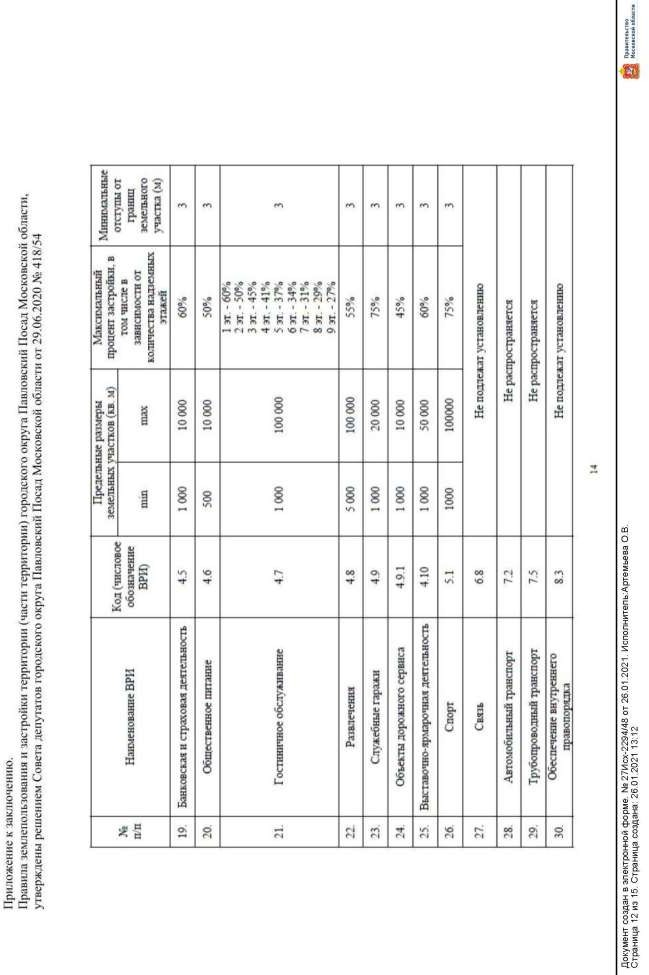 Приложение к заключению.
Правила землепользования и застройки территории (части территории) городского округа Павловский Посад Московской области,
утверждены решением Совета депутатов городского округа Павловский Посад Московской области от 29.06.2020 № 418/54
№ п/п | Наименование ВРИ | Код (числовое обозначение ВРИ) | Предельные размеры земельных участков (кв. м) | Максимальный процент застройки, в том числе в зависимости от количества надземных этажей | Минимальные отступы от границ земельного участка (м)
min | max
19. | Банковская и страховая деятельность | 4.5 | 1 000 | 10 000 | 60% | 3
20. | Общественное питание | 4.6 | 500 | 10 000 | 50% | 3
21. | Гостиничное обслуживание | 4.7 | 1 000 | 100 000 | 1 эт. - 60%
2 эт. - 50%
3 эт. - 45%
4 эт. - 41%
5 эт. - 37%
6 эт. - 34%
7 эт. - 31%
8 эт. - 29%
9 эт. - 27% | 3
22. | Развлечения | 4.8 | 5 000 | 100 000 | 55% | 3
23. | Служебные гаражи | 4.9 | 1 000 | 20 000 | 75% | 3
24. | Объекты дорожного сервиса | 4.9.1 | 1 000 | 10 000 | 45% | 3
25. | Выставочно-ярмарочная деятельность | 4.10 | 1 000 | 50 000 | 60% | 3
26. | Спорт | 5.1 | 1000 | 100000 | 75% | 3
27. | Связь | 6.8 | Не подлежат установлению
28. | Автомобильный транспорт | 7.2 | Не распространяется
29. | Трубопроводный транспорт | 7.5 | Не распространяется
30. | Обеспечение внутреннего правопорядка | 8.3 | Не подлежат установлению
14
Документ создан в электронной форме. № 27Исх-2294/48 от 26.01.2021. Исполнитель:Артемьева О.В.
Страница 12 из 15. Страница создана: 26.01.2021 13:12
Правительство
Московской области